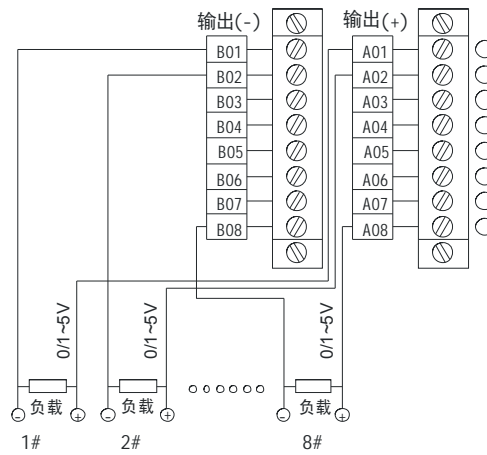 输出(-) 输出(+)
B01 A01
B02 A02
B03 A03
B04 A04
B05 A05
B06 A06
B07 A07
B08 A08
0/1~5V 0/1~5V 0/1~5V
负载 负载 负载
- + - + - +
1# 2# 8#